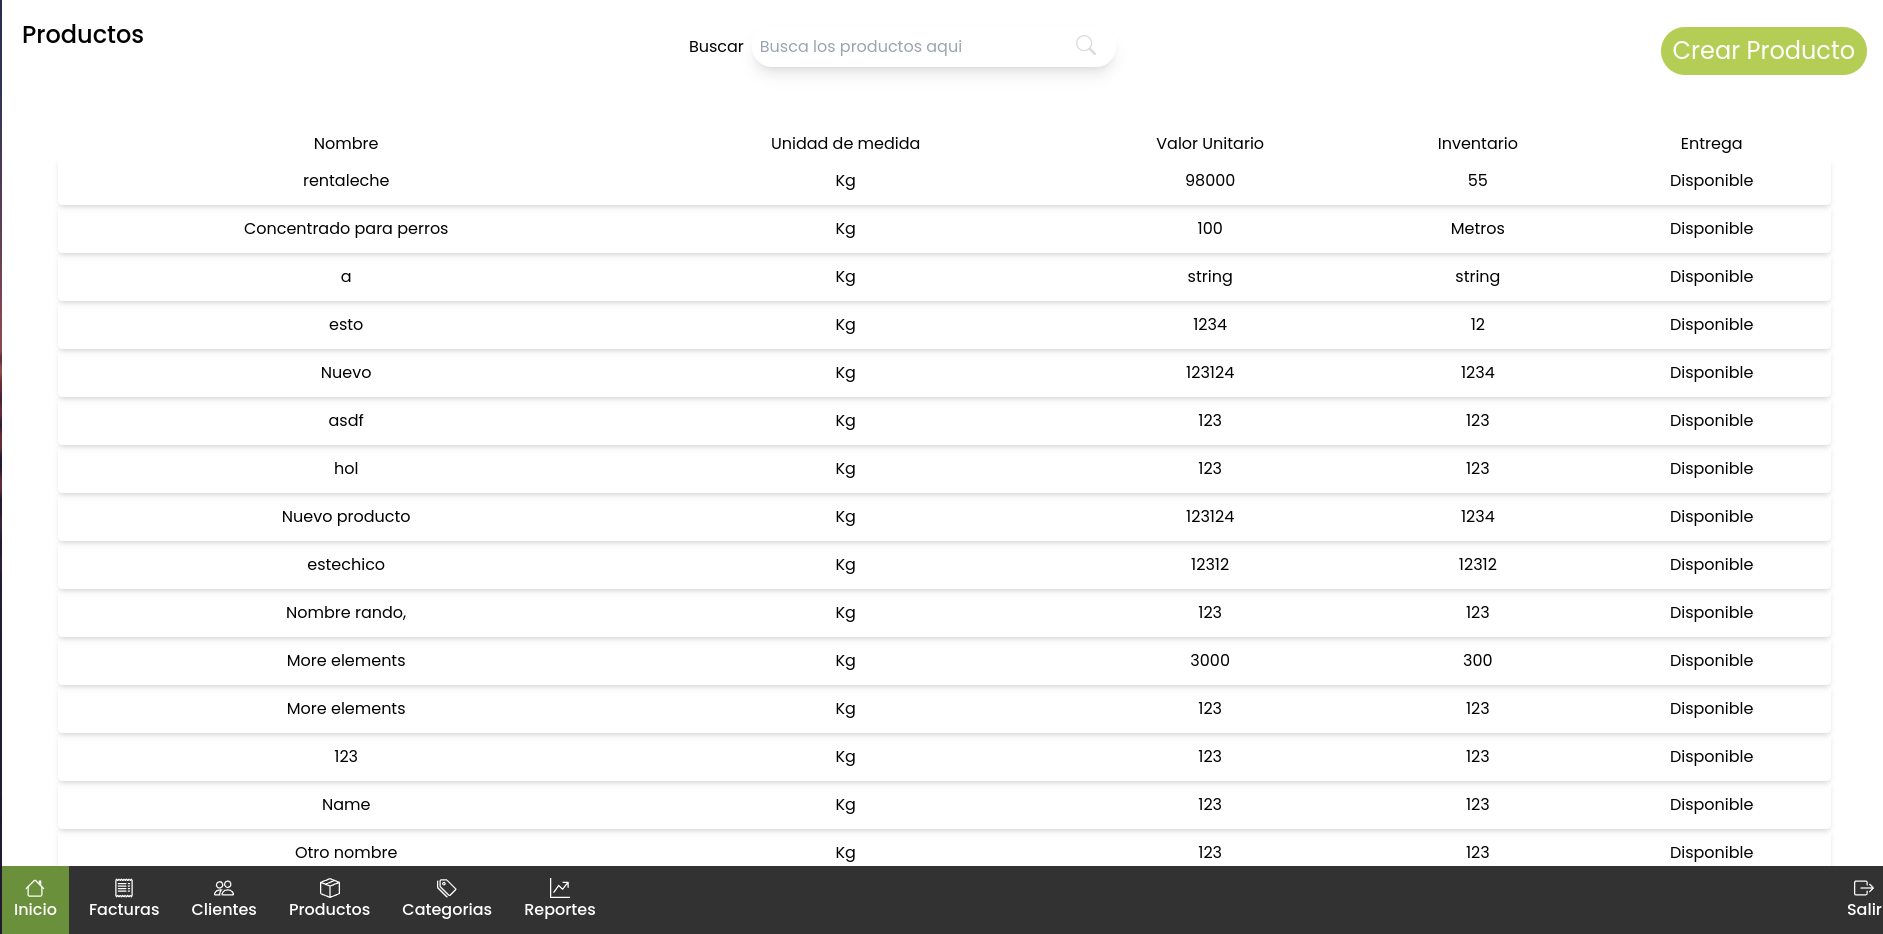 Productos
Buscar Busca los productos aqui
Crear Producto
Nombre Unidad de medida Valor Unitario Inventario Entrega
rentaleche Kg 98000 55 Disponible
Concentrado para perros Kg 100 Metros Disponible
a Kg string string Disponible
esto Kg 1234 12 Disponible
Nuevo Kg 123124 1234 Disponible
asdf Kg 123 123 Disponible
hol Kg 123 123 Disponible
Nuevo producto Kg 123124 1234 Disponible
estechico Kg 12312 12312 Disponible
Nombre rando, Kg 123 123 Disponible
More elements Kg 3000 300 Disponible
More elements Kg 123 123 Disponible
123 Kg 123 123 Disponible
Name Kg 123 123 Disponible
Otro nombre Kg 123 123 Disponible
Inicio Facturas Clientes Productos Categorias Reportes Salir